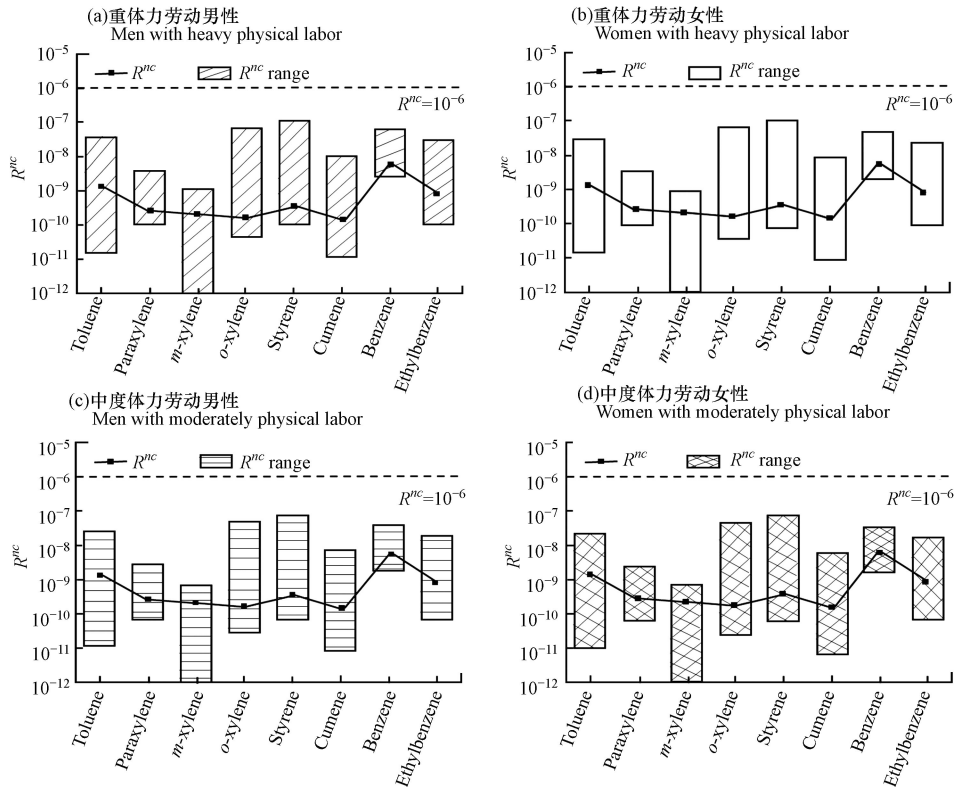 (a)重体力劳动男性
Men with heavy physical labor
10⁻⁵
R^nc
R^nc range
10⁻⁶
R^nc=10⁻⁶
10⁻⁷
10⁻⁸
R^nc
10⁻⁹
10⁻¹⁰
10⁻¹¹
10⁻¹²
Toluene
Paraxylene
m-xylene
o-xylene
Styrene
Cumene
Benzene
Ethylbenzene
(b)重体力劳动女性
Women with heavy physical labor
10⁻⁵
R^nc
R^nc range
10⁻⁶
R^nc=10⁻⁶
10⁻⁷
10⁻⁸
R^nc
10⁻⁹
10⁻¹⁰
10⁻¹¹
10⁻¹²
Toluene
Paraxylene
m-xylene
o-xylene
Styrene
Cumene
Benzene
Ethylbenzene
(c)中度体力劳动男性
Men with moderately physical labor
10⁻⁵
R^nc
R^nc range
10⁻⁶
R^nc=10⁻⁶
10⁻⁷
10⁻⁸
R^nc
10⁻⁹
10⁻¹⁰
10⁻¹¹
10⁻¹²
Toluene
Paraxylene
m-xylene
o-xylene
Styrene
Cumene
Benzene
Ethylbenzene
(d)中度体力劳动女性
Women with moderately physical labor
10⁻⁵
R^nc
R^nc range
10⁻⁶
R^nc=10⁻⁶
10⁻⁷
10⁻⁸
R^nc
10⁻⁹
10⁻¹⁰
10⁻¹¹
10⁻¹²
Toluene
Paraxylene
m-xylene
o-xylene
Styrene
Cumene
Benzene
Ethylbenzene